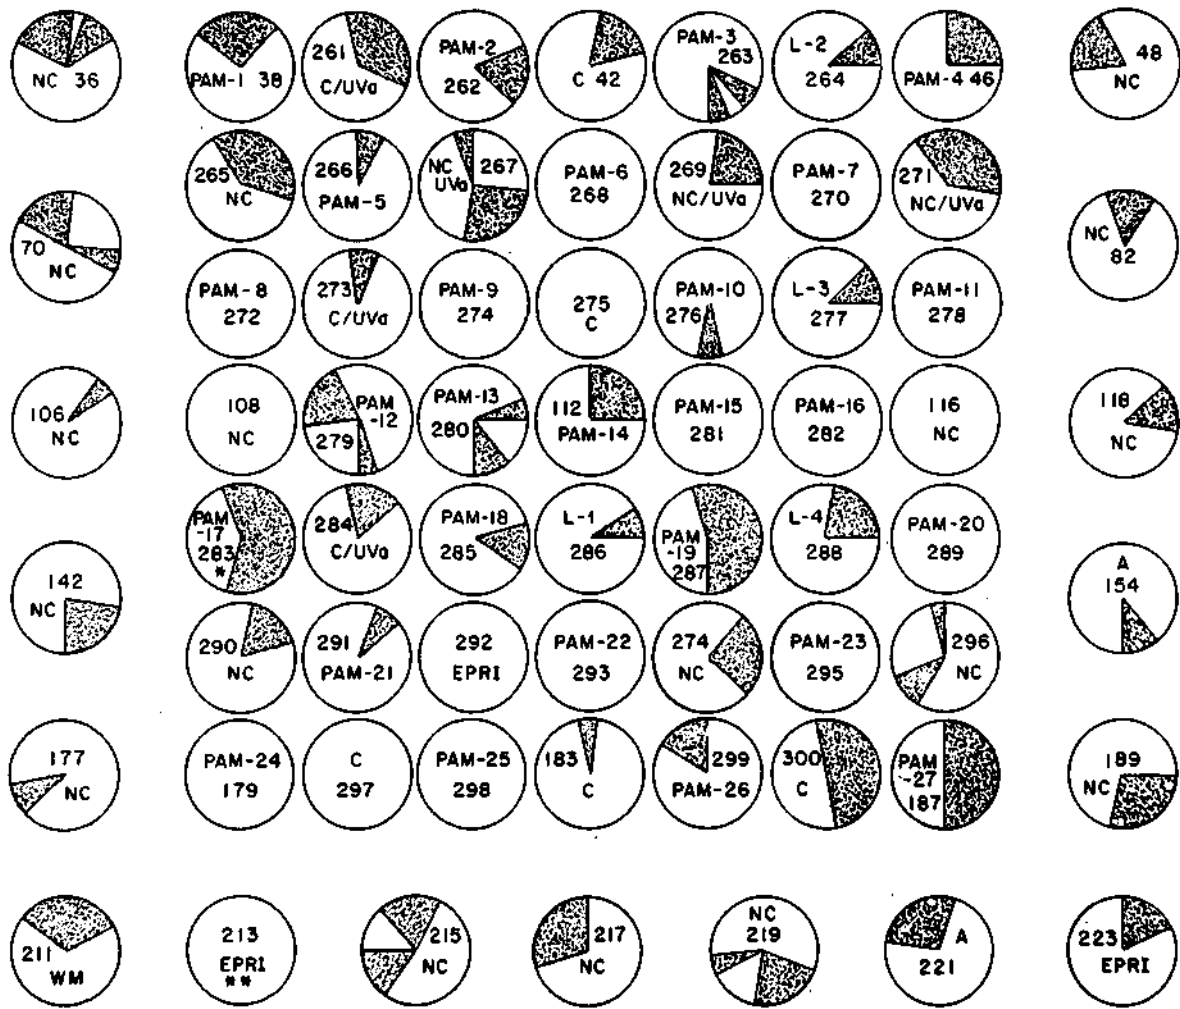 NC 36
PAM-1 38
261
C/UVa
PAM-2
262
C 42
PAM-3
263
L-2
264
PAM-4 46
48
NC
265
NC
266
PAM-5
NC
UVa
267
PAM-6
268
269
NC/UVa
PAM-7
270
271
NC/UVa
70
NC
NC
82
PAM-8
272
273
C/UVa
PAM-9
274
275
C
PAM-10
276
L-3
277
PAM-11
278
106
NC
108
NC
PAM
-12
279
PAM-13
280
112
PAM-14
PAM-15
281
PAM-16
282
116
NC
118
NC
PAM
-17
283
*
284
C/UVa
PAM-18
285
L-1
286
PAM
-19
287
L-4
288
PAM-20
289
142
NC
A
154
290
NC
291
PAM-21
292
EPRI
PAM-22
293
274
NC
PAM-23
295
296
NC
177
NC
PAM-24
179
C
297
PAM-25
298
183
C
299
PAM-26
300
C
PAM
-27
187
189
NC
211
WM
213
EPRI
**
215
NC
217
NC
NC
219
A
221
223
EPRI